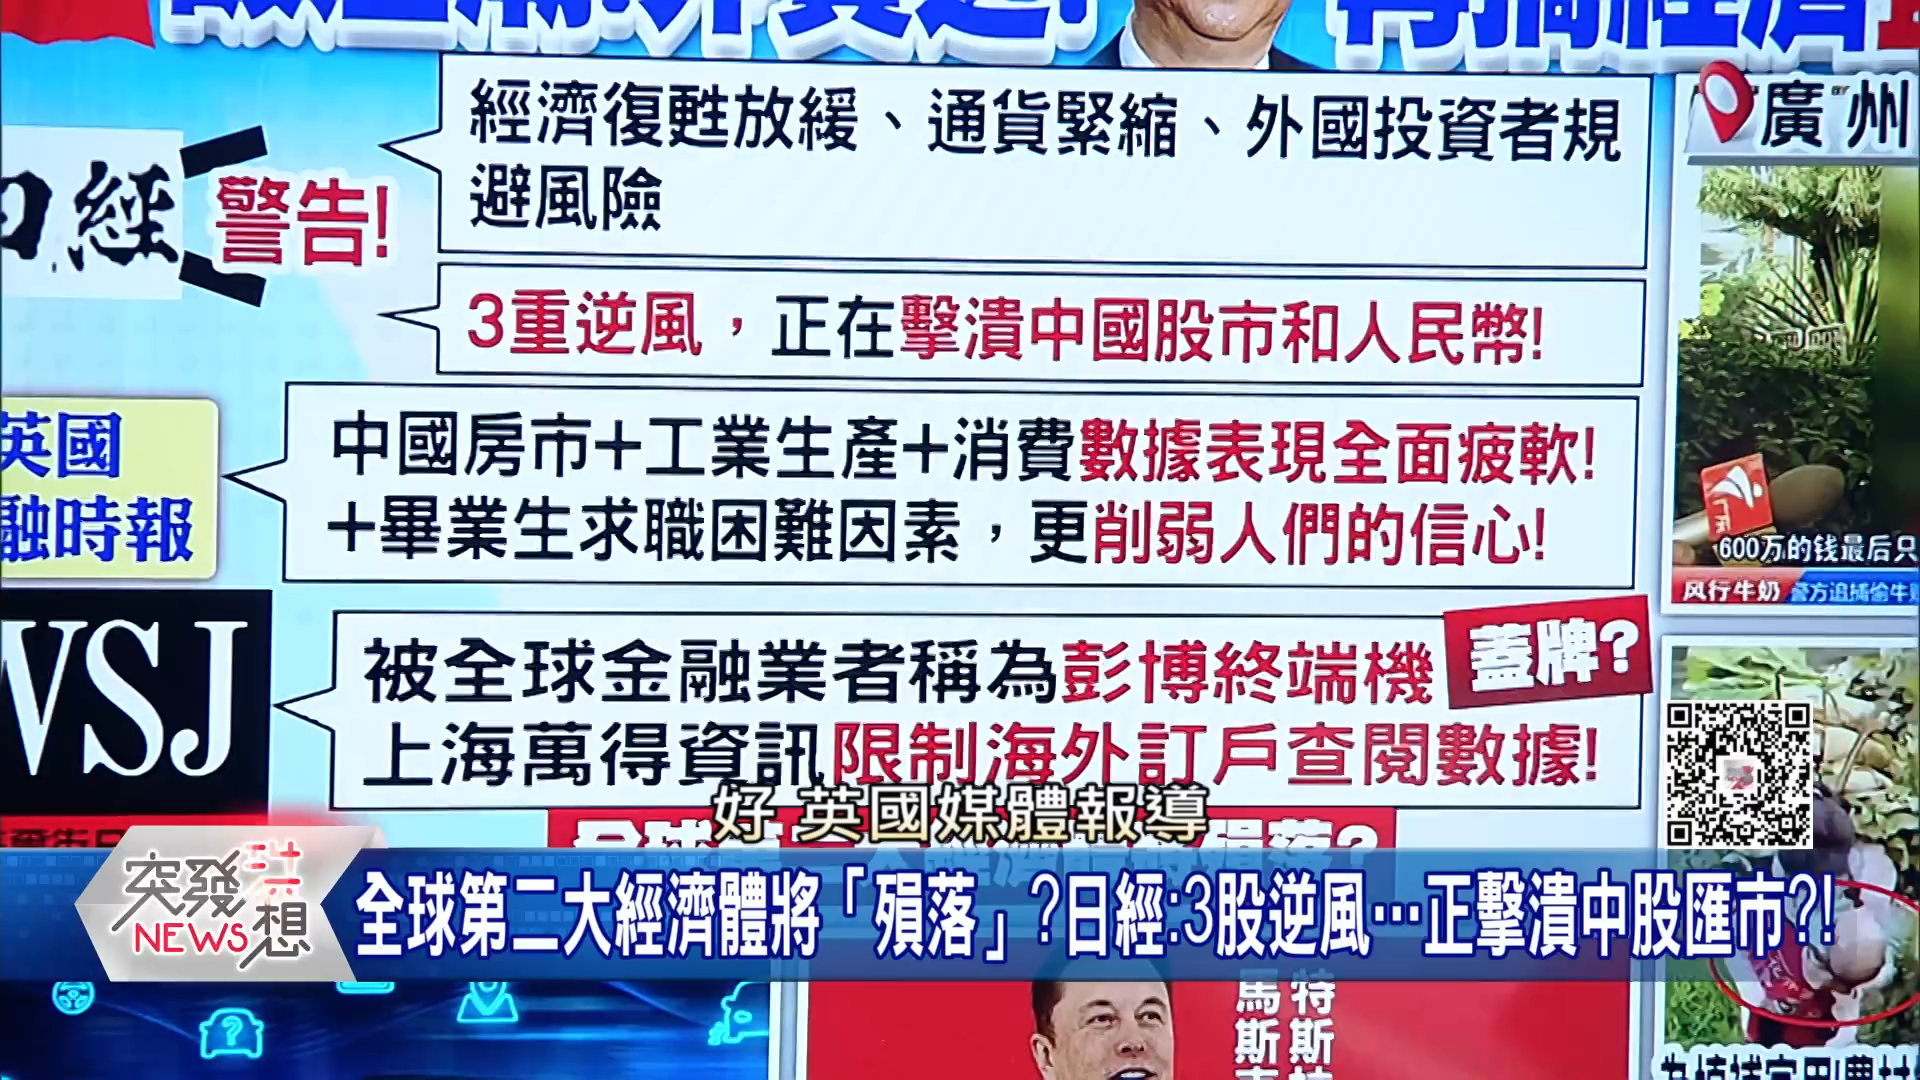 經濟復甦放緩、通貨緊縮、外國投資者規
避風險
日經
警告!
3重逆風，正在擊潰中國股市和人民幣!
英國
融時報
中國房市+工業生產+消費數據表現全面疲軟!
+畢業生求職困難因素，更削弱人們的信心!
WSJ
被全球金融業者稱為彭博終端機
蓋牌?
上海萬得資訊限制海外訂戶查閱數據!
廣州
600万的钱最后只
风行牛奶
警方追捕偷牛
好 英國媒體報導
突發琪想
NEWS
全球第二大經濟體將「殞落」?日經:3股逆風…正擊潰中股匯市?!
特斯
馬斯